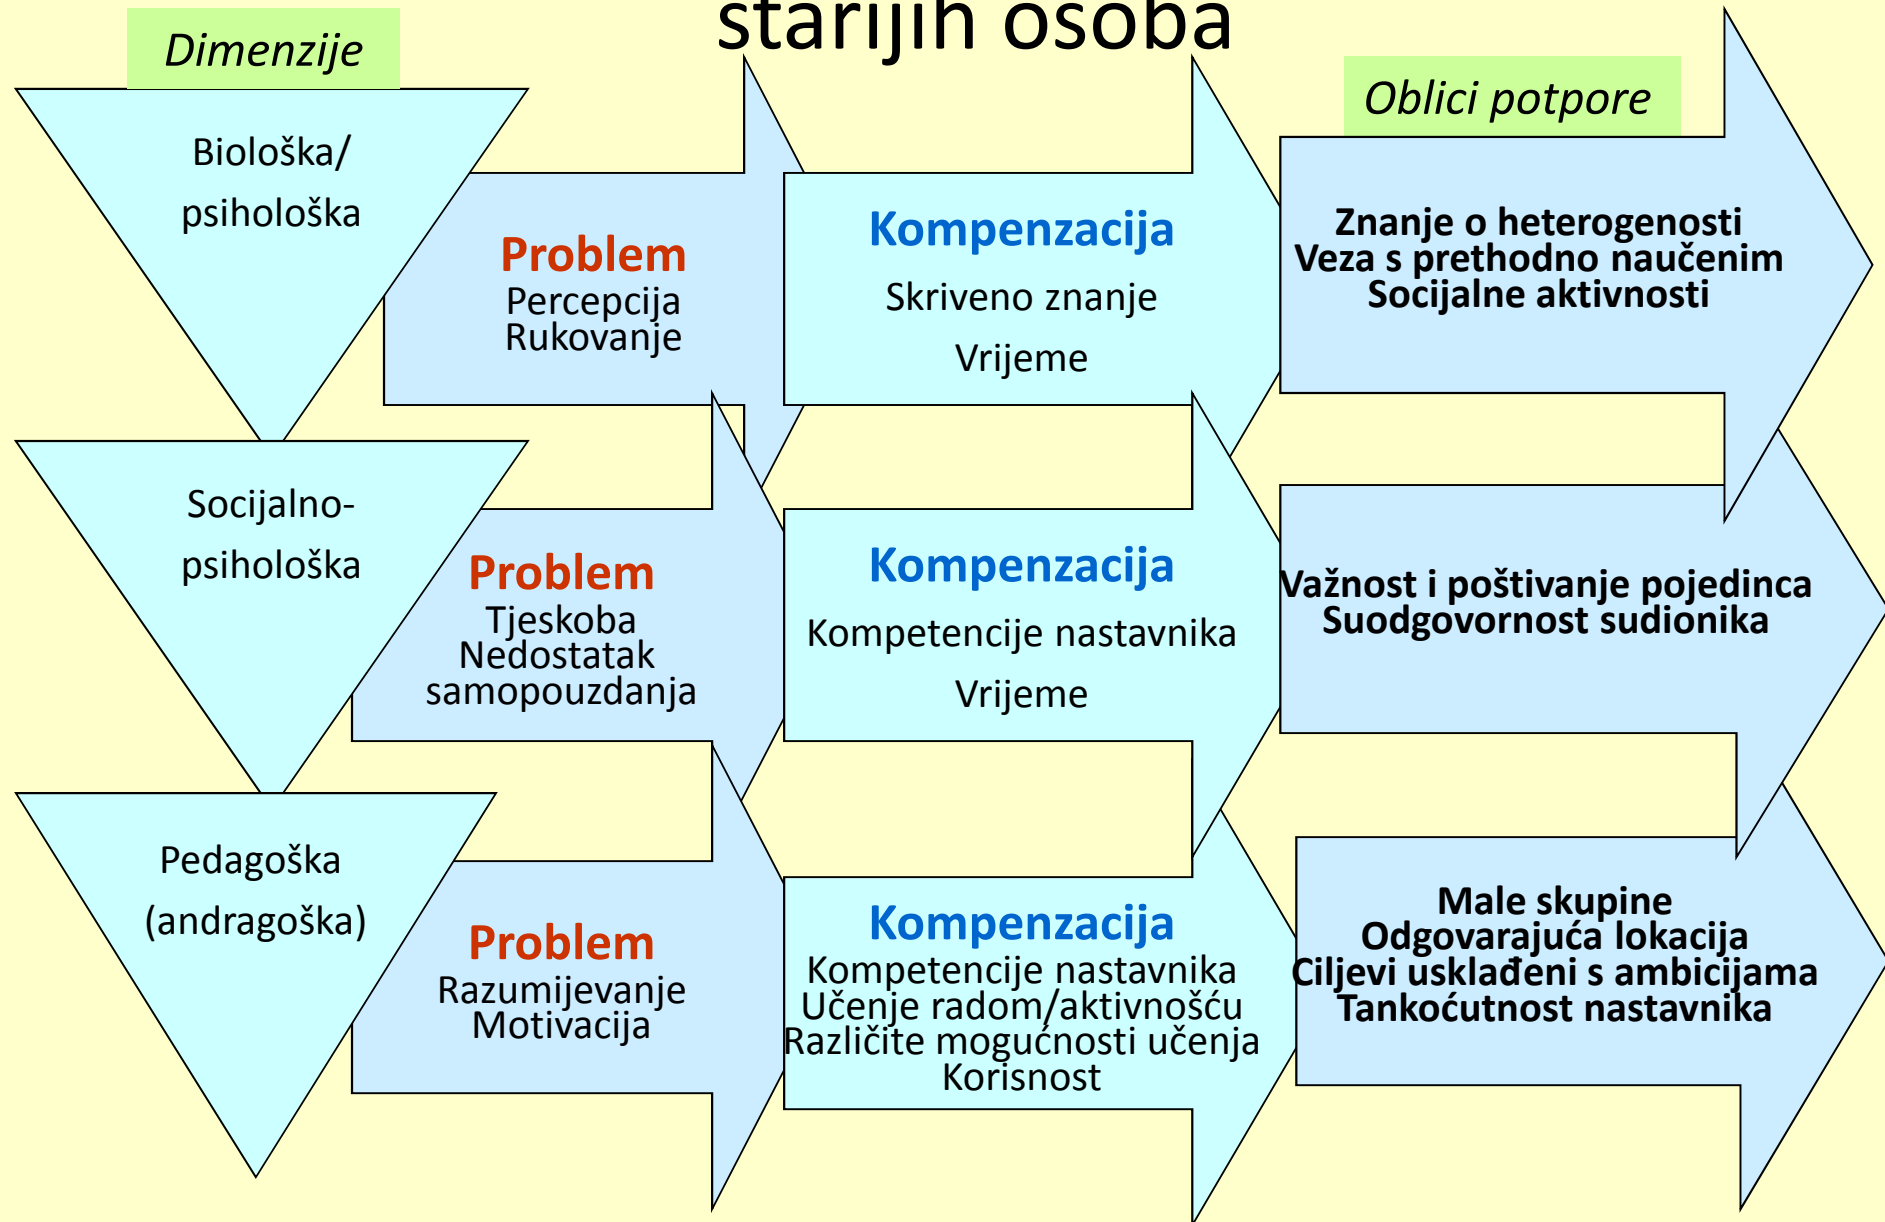 starijih osoba
Dimenzije
Oblici potpore
Biološka/
psihološka
Problem
Percepcija
Rukovanje
Kompenzacija
Skriveno znanje
Vrijeme
Znanje o heterogenosti
Veza s prethodno naučenim
Socijalne aktivnosti
Socijalno-
psihološka
Problem
Tjeskoba
Nedostatak
samopouzdanja
Kompenzacija
Kompetencije nastavnika
Vrijeme
Važnost i poštivanje pojedinca
Suodgovornost sudionika
Pedagoška
(andragoška)
Problem
Razumijevanje
Motivacija
Kompenzacija
Kompetencije nastavnika
Učenje radom/aktivnošću
Različite mogućnosti učenja
Korisnost
Male skupine
Odgovarajuća lokacija
Ciljevi usklađeni s ambicijama
Tankoćutnost nastavnika